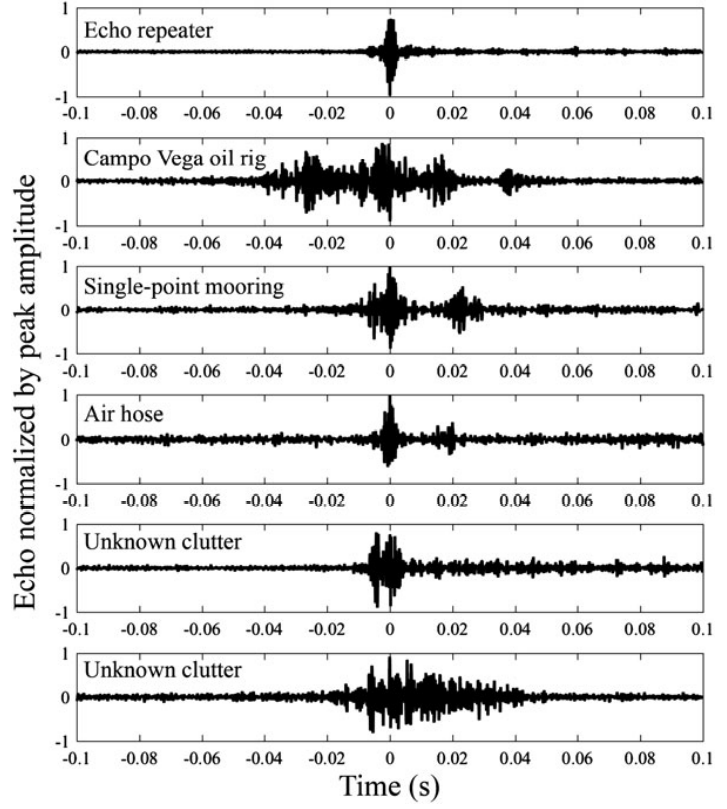 Echo normalized by peak amplitude
1
Echo repeater
0
-1
-0.1 -0.08 -0.06 -0.04 -0.02 0 0.02 0.04 0.06 0.08 0.1
1
Campo Vega oil rig
0
-1
-0.1 -0.08 -0.06 -0.04 -0.02 0 0.02 0.04 0.06 0.08 0.1
1
Single-point mooring
0
-1
-0.1 -0.08 -0.06 -0.04 -0.02 0 0.02 0.04 0.06 0.08 0.1
1
Air hose
0
-1
-0.1 -0.08 -0.06 -0.04 -0.02 0 0.02 0.04 0.06 0.08 0.1
1
Unknown clutter
0
-1
-0.1 -0.08 -0.06 -0.04 -0.02 0 0.02 0.04 0.06 0.08 0.1
1
Unknown clutter
0
-1
-0.1 -0.08 -0.06 -0.04 -0.02 0 0.02 0.04 0.06 0.08 0.1
Time (s)